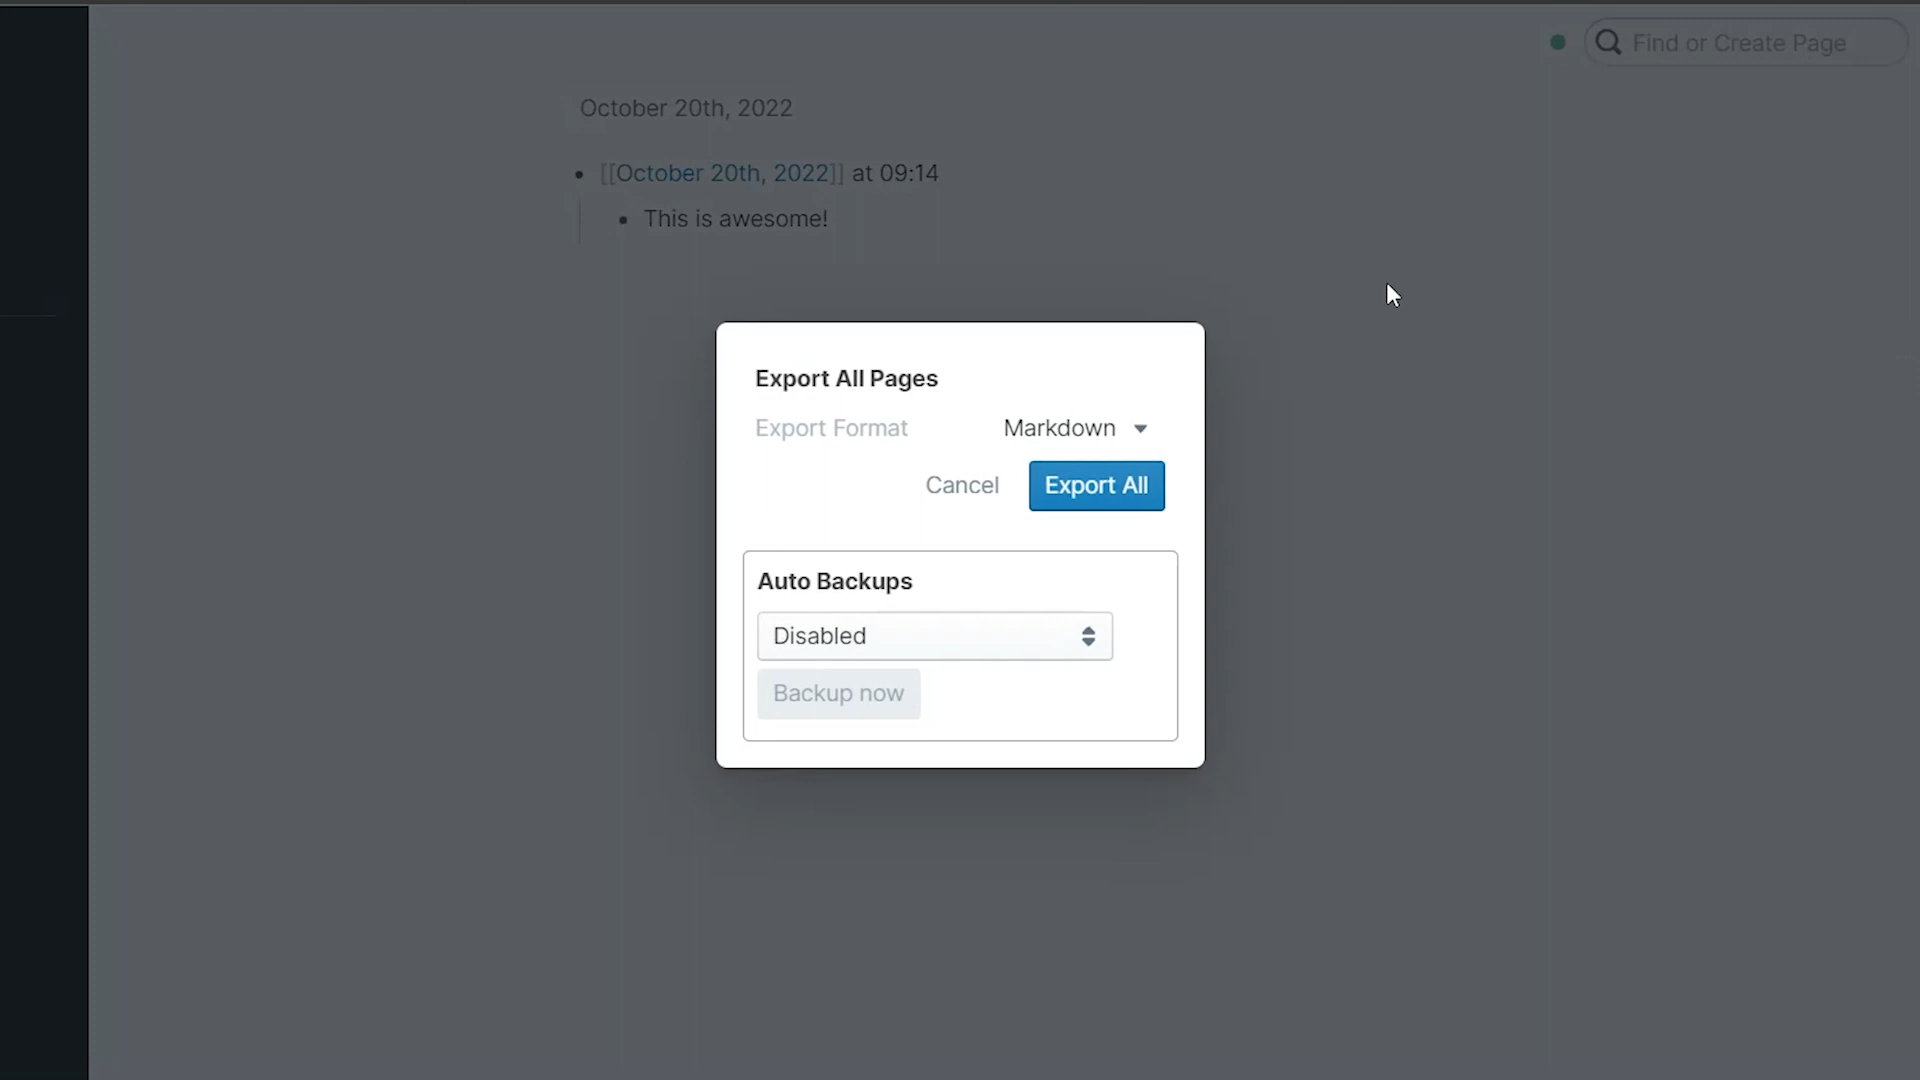 Find or Create Page
October 20th, 2022
[[October 20th, 2022]] at 09:14
This is awesome!
Export All Pages
Export Format Markdown
Cancel Export All
Auto Backups
Disabled
Backup now